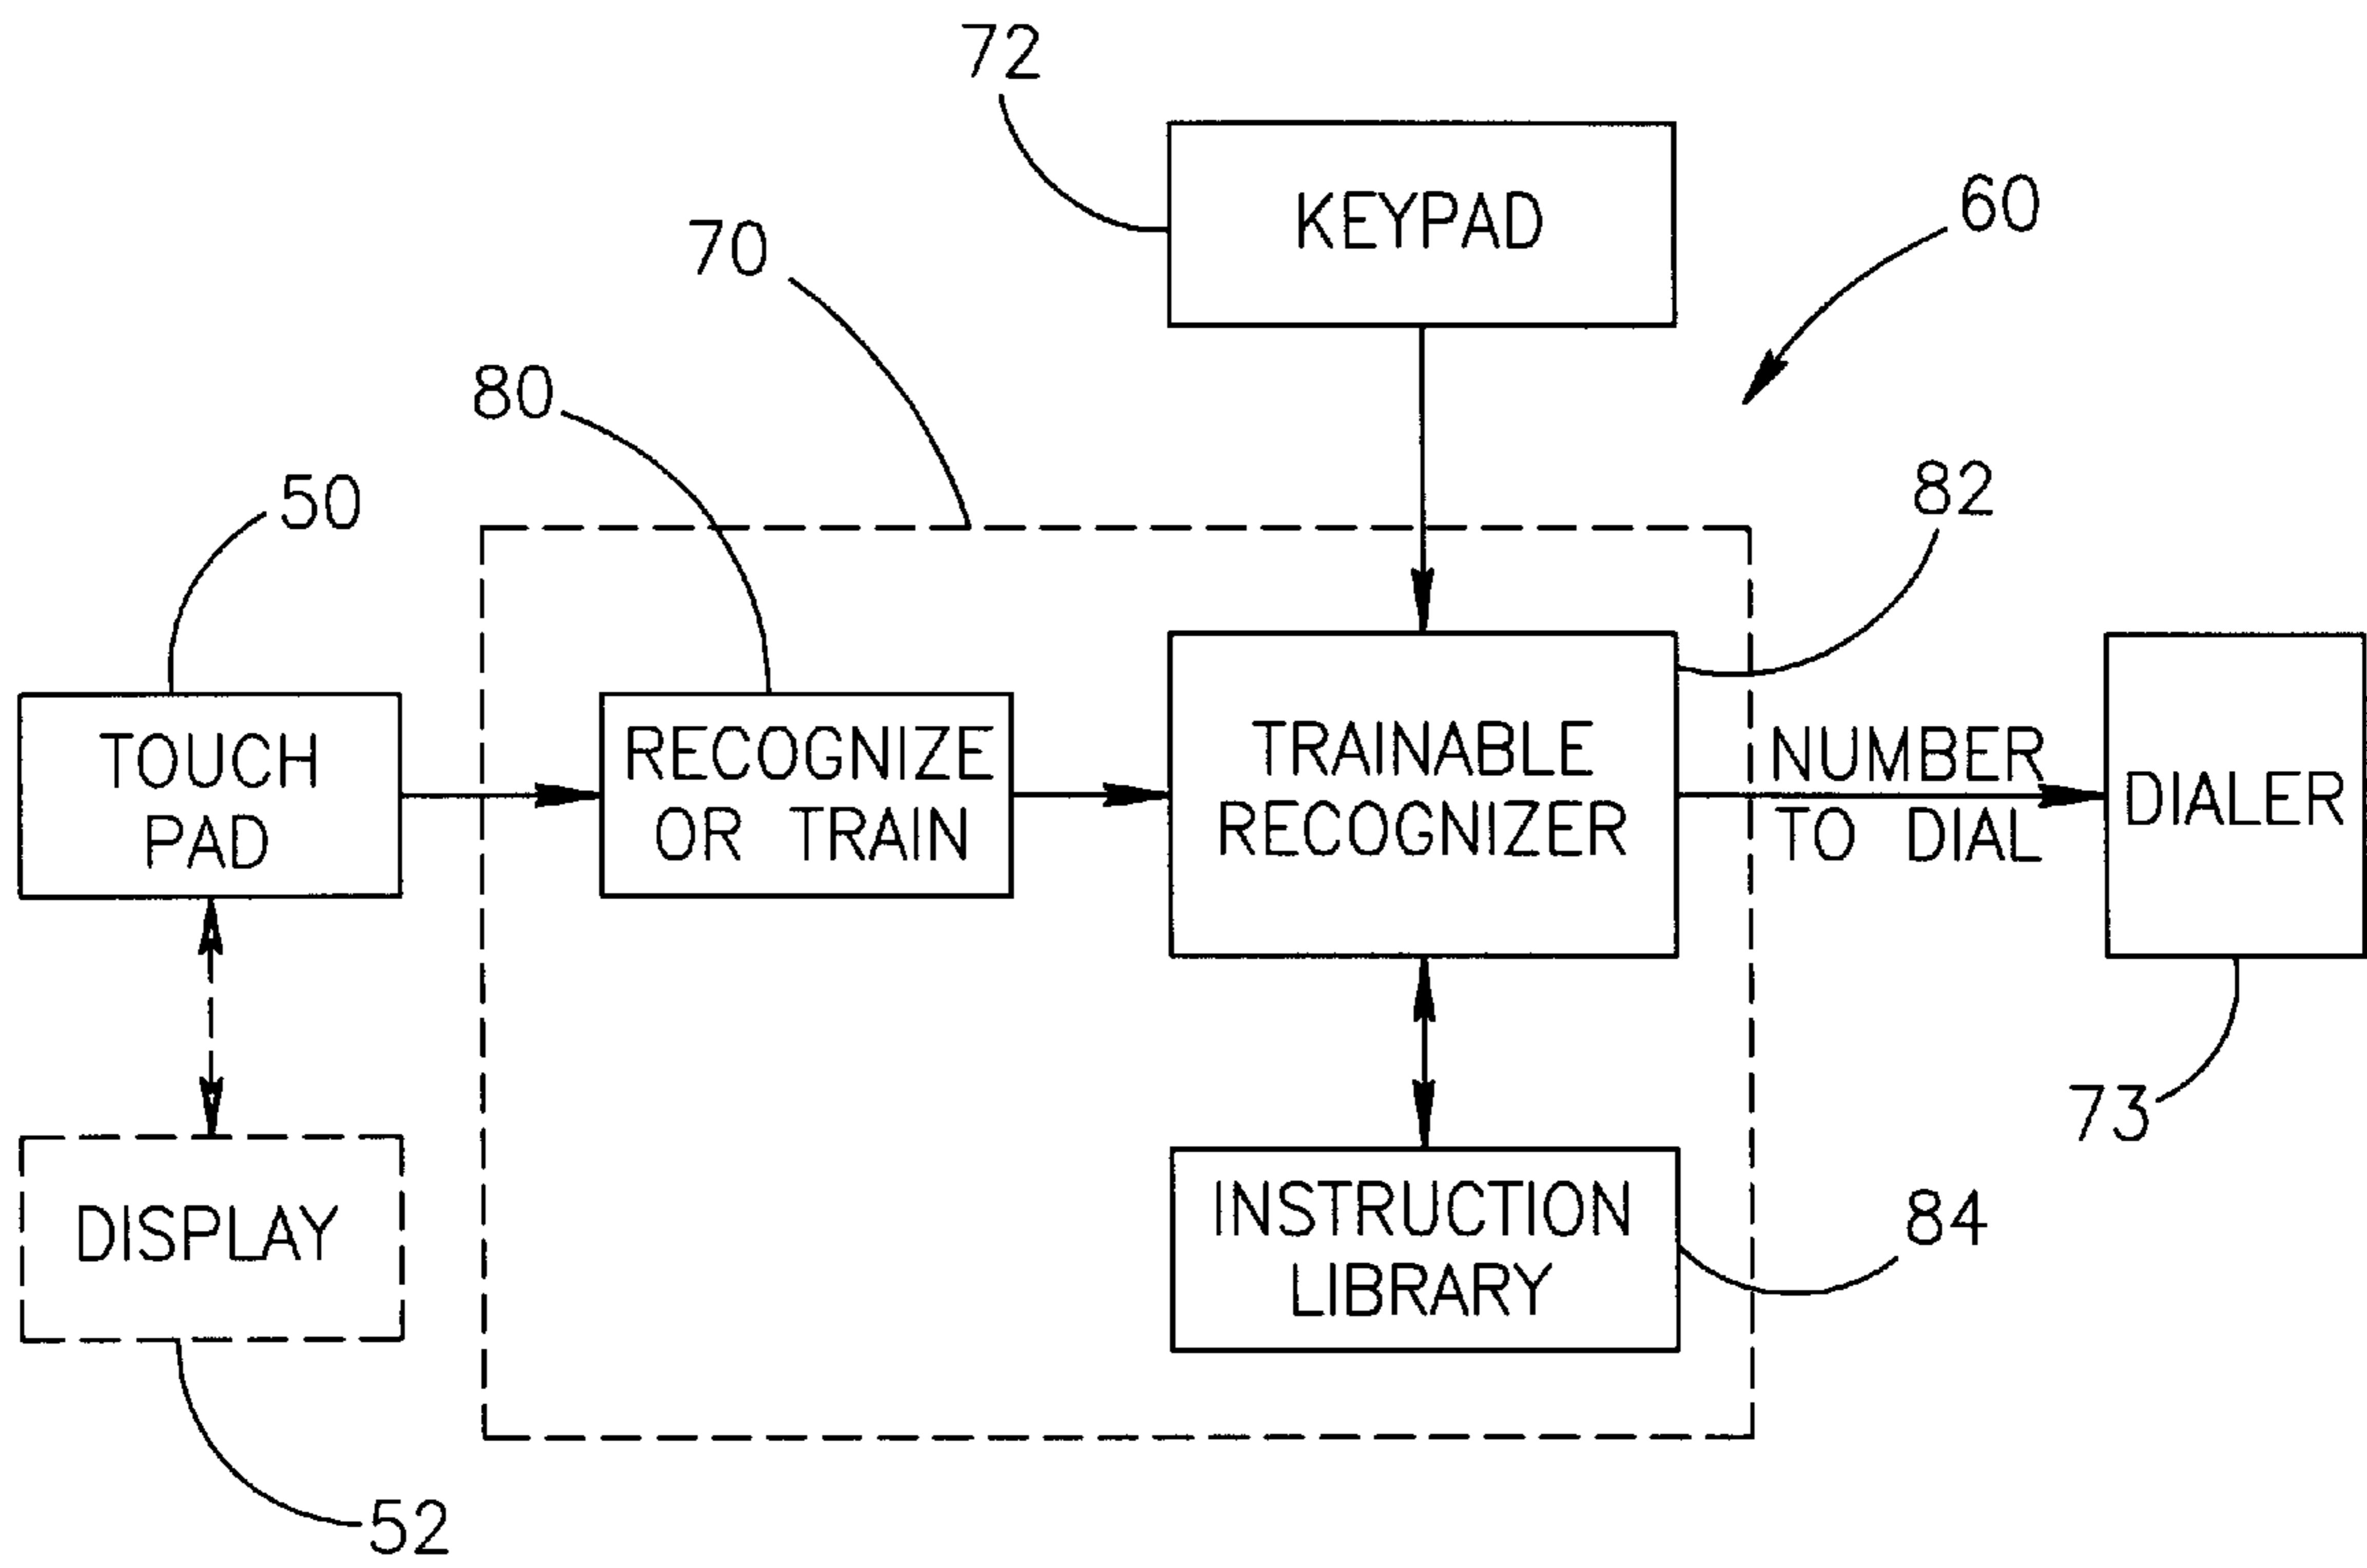 72
KEYPAD
60
70
80
50
82
TOUCH
PAD
RECOGNIZE
OR TRAIN
TRAINABLE
RECOGNIZER
NUMBER
TO DIAL
DIALER
73
DISPLAY
INSTRUCTION
LIBRARY
84
52